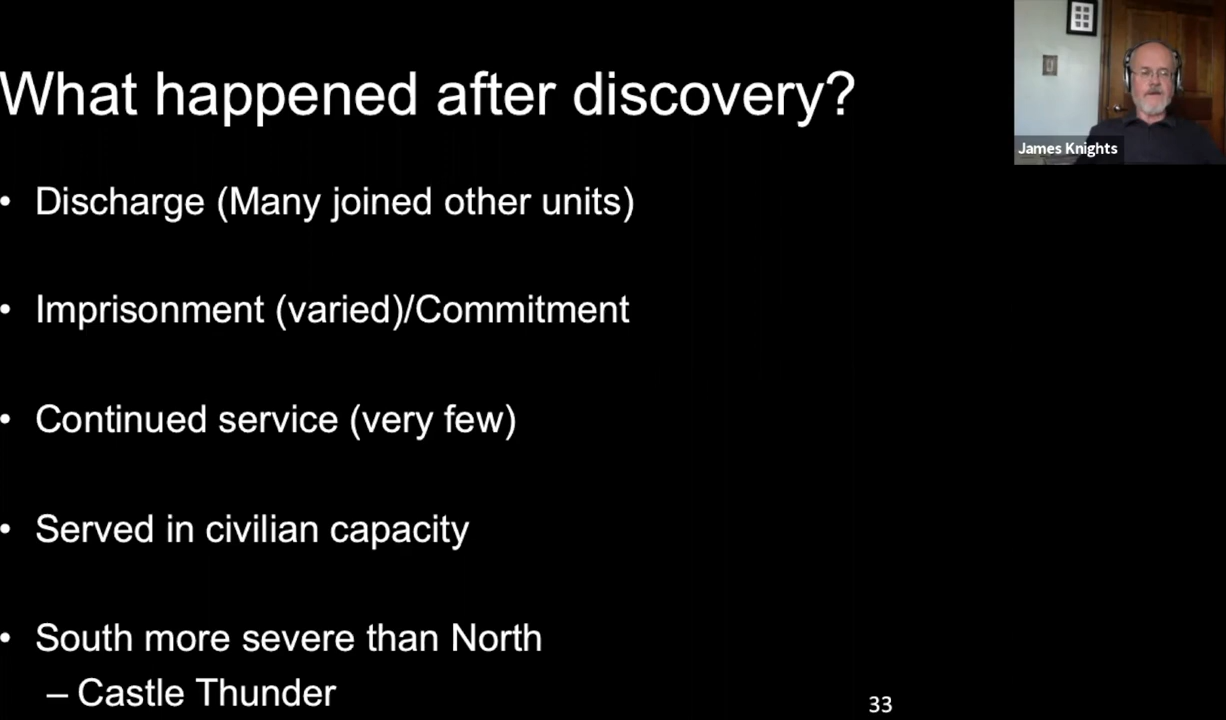 What happened after discovery?
James Knights
• Discharge (Many joined other units)
• Imprisonment (varied)/Commitment
• Continued service (very few)
• Served in civilian capacity
• South more severe than North
– Castle Thunder
33